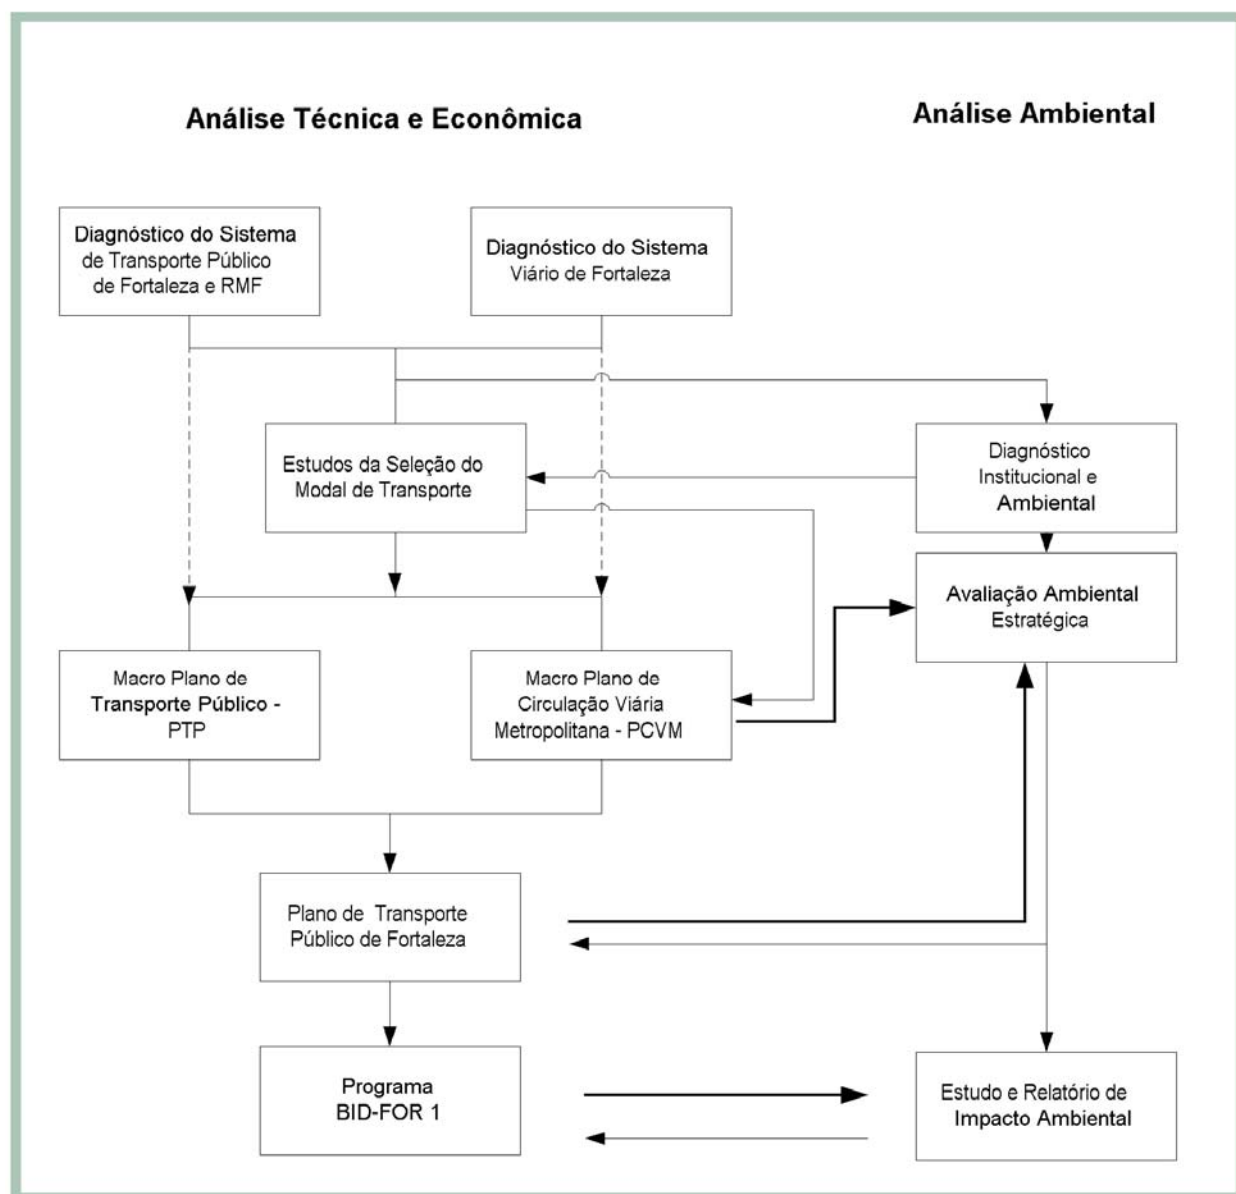 Análise Técnica e Econômica
Análise Ambiental
Diagnóstico do Sistema
de Transporte Público
de Fortaleza e RMF
Diagnóstico do Sistema
Viário de Fortaleza
Estudos da Seleção do
Modal de Transporte
Diagnóstico
Institucional e
Ambiental
Avaliação Ambiental
Estratégica
Macro Plano de
Transporte Público -
PTP
Macro Plano de
Circulação Viária
Metropolitana - PCVM
Plano de Transporte
Público de Fortaleza
Programa
BID-FOR 1
Estudo e Relatório de
Impacto Ambiental